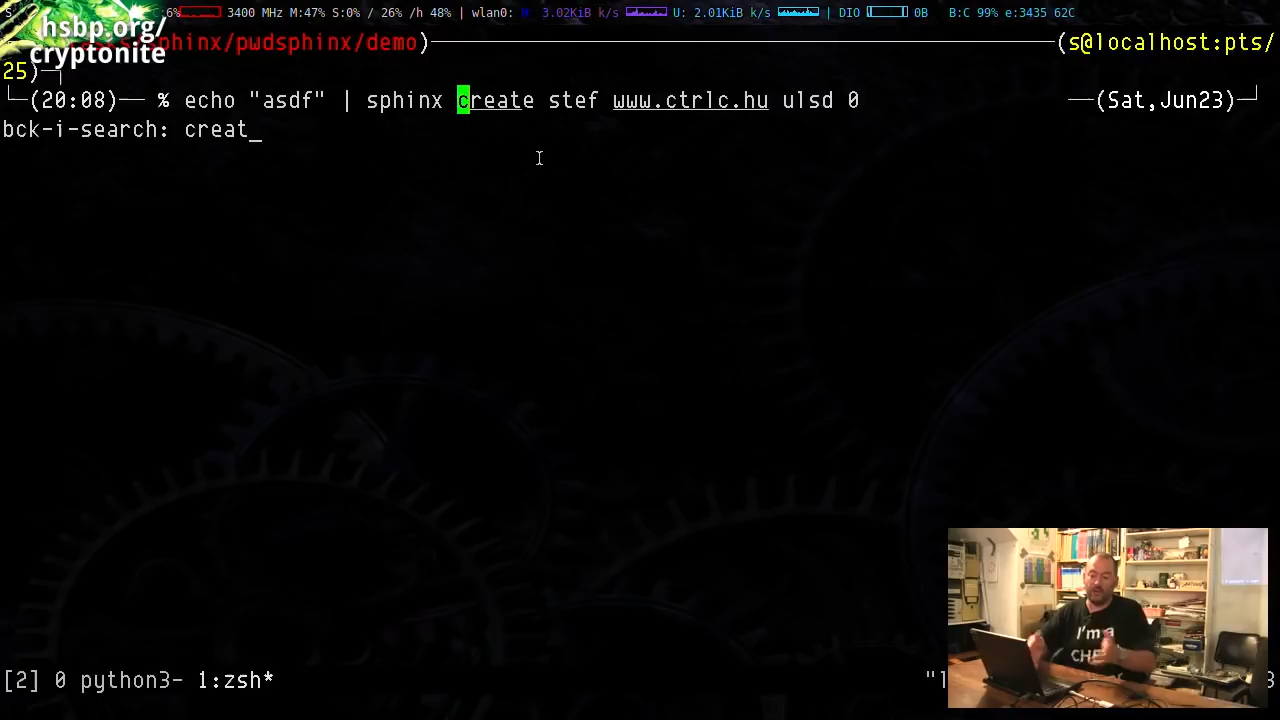 :6% 3400 MHz M:47% S:0% / 26% /h 48% | wlan0: 3.02KiB k/s U: 2.01KiB k/s | DIO 0B B:C 99% e:3435 62C
hsbp.org/
cryptonite
sphinx/pwdsphinx/demo) (s@localhost:pts/
25)
(20:08) % echo "asdf" | sphinx create stef www.ctrlc.hu ulsd 0 (Sat,Jun23)
bck-i-search: creat_
I'm a
[2] 0 python3- 1:zsh* "l